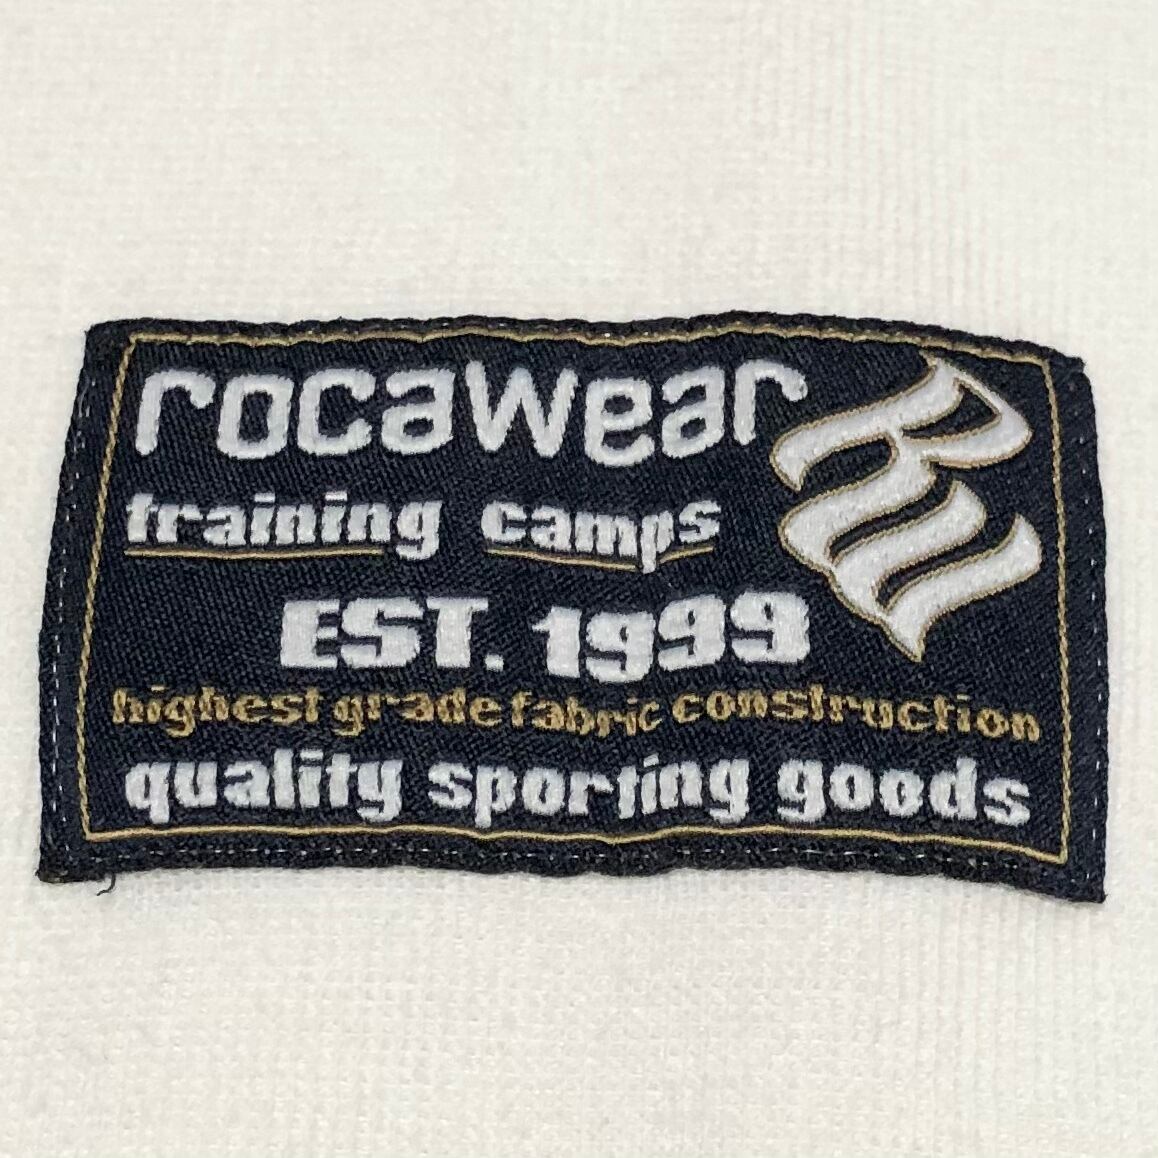 rocawear
training camps
EST. 1999
highest grade fabric construction
quality sporting goods